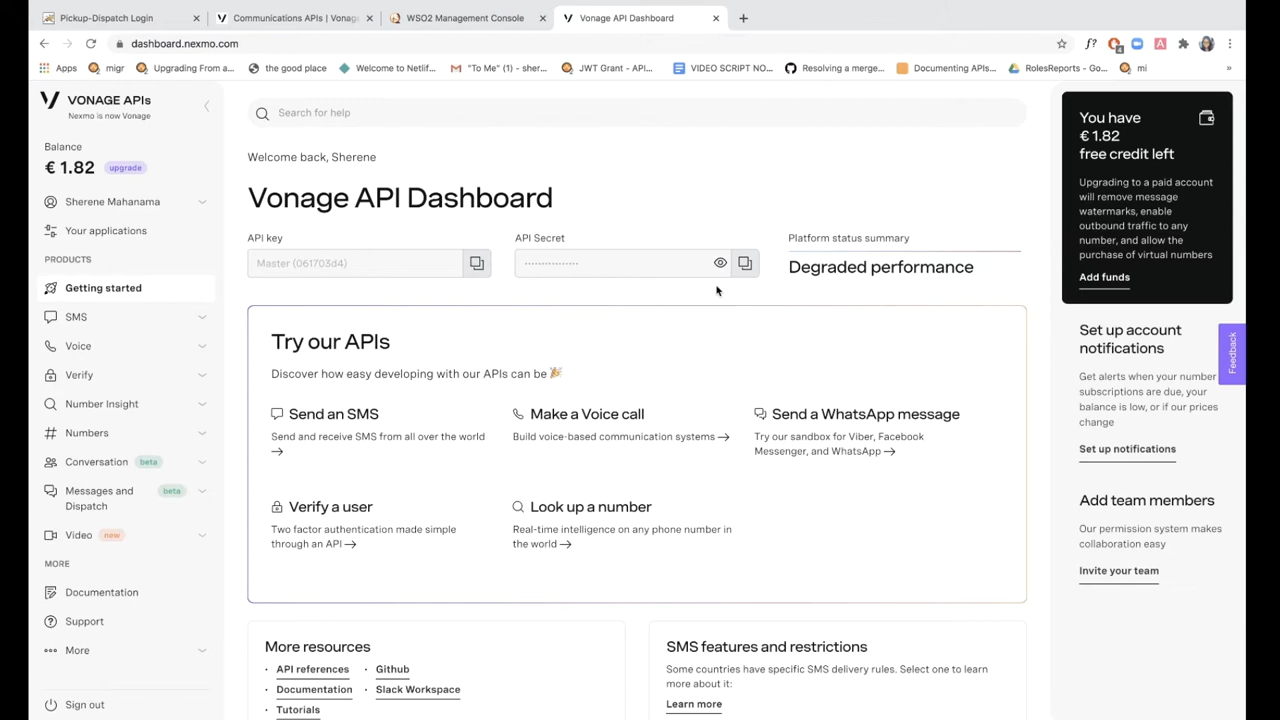 Pickup-Dispatch Login
Communications APIs | Vonag
WSO2 Management Console
Vonage API Dashboard
dashboard.nexmo.com
Apps
migr
Upgrading From a...
the good place
Welcome to Netlif...
"To Me" (1) - sher...
JWT Grant - API...
VIDEO SCRIPT NO...
Resolving a merge...
Documenting APIs...
RolesReports - Go...
mi
»
VONAGE APIs
Nexmo is now Vonage
Balance
€ 1.82 upgrade
Sherene Mahanama
Your applications
PRODUCTS
Getting started
SMS
Voice
Verify
Number Insight
Numbers
Conversation beta
Messages and beta
Dispatch
Video new
MORE
Documentation
Support
More
Sign out
Search for help
Welcome back, Sherene
Vonage API Dashboard
API key
Master (061703d4)
API Secret
Platform status summary
Degraded performance
Try our APIs
Discover how easy developing with our APIs can be
Send an SMS
Send and receive SMS from all over the world
→
Make a Voice call
Build voice-based communication systems →
Send a WhatsApp message
Try our sandbox for Viber, Facebook
Messenger, and WhatsApp →
Verify a user
Two factor authentication made simple
through an API →
Look up a number
Real-time intelligence on any phone number in
the world →
More resources
· API references · Github
· Documentation · Slack Workspace
· Tutorials
SMS features and restrictions
Some countries have specific SMS delivery rules. Select one to learn
more about it:
Learn more
You have
€ 1.82
free credit left
Upgrading to a paid account
will remove message
watermarks, enable
outbound traffic to any
number, and allow the
purchase of virtual numbers
Add funds
Set up account
notifications
Get alerts when your number
subscriptions are due, your
balance is low, or if our prices
change
Set up notifications
Add team members
Our permission system makes
collaboration easy
Invite your team
Feedback